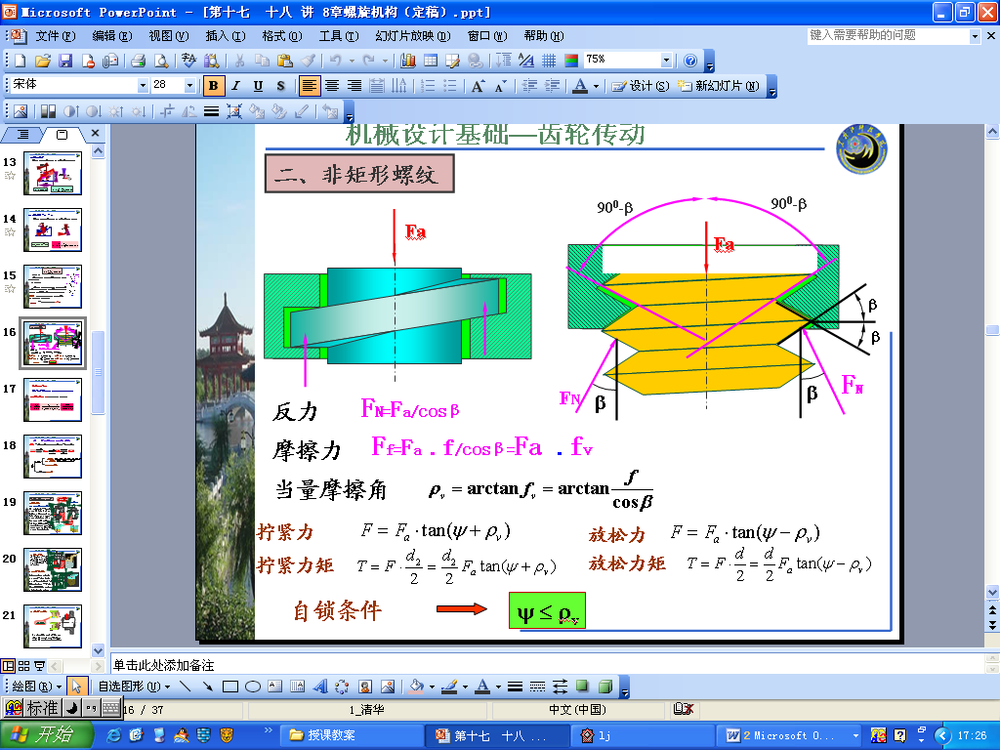 Microsoft PowerPoint - [第十七 十八 讲 8章螺旋机构（定稿）.ppt]
文件(F) 编辑(E) 视图(V) 插入(I) 格式(O) 工具(T) 幻灯片放映(D) 窗口(W) 帮助(H) 键入需要帮助的问题
75%
宋体 28 B I U S A A A 设计(S) 新幻灯片(N)
机械设计基础—齿轮传动
二、非矩形螺纹
90⁰-β 90⁰-β
Fa Fa
β
β
FN β β FN
反力 FN=Fa/cosβ
摩擦力 Ff=Fa．f/cosβ=Fa ．fv
当量摩擦角 ρv = arctan fv = arctan f/cosβ
拧紧力 F = Fa·tan(ψ+ρv) 放松力 F = Fa·tan(ψ−ρv)
拧紧力矩 T = F·d2/2 = d2/2 Fa tan(ψ+ρv) 放松力矩 T = F·d/2 = d/2 Fa tan(ψ−ρv)
自锁条件 ψ ≤ ρv
13
14
15
16
17
18
19
20
21
单击此处添加备注
绘图(R) 自选图形(U) A
标准 16 / 37 1_清华 中文(中国)
开始 授课教案 第十七 十八 ... lj 2 Microsoft O... 17:26